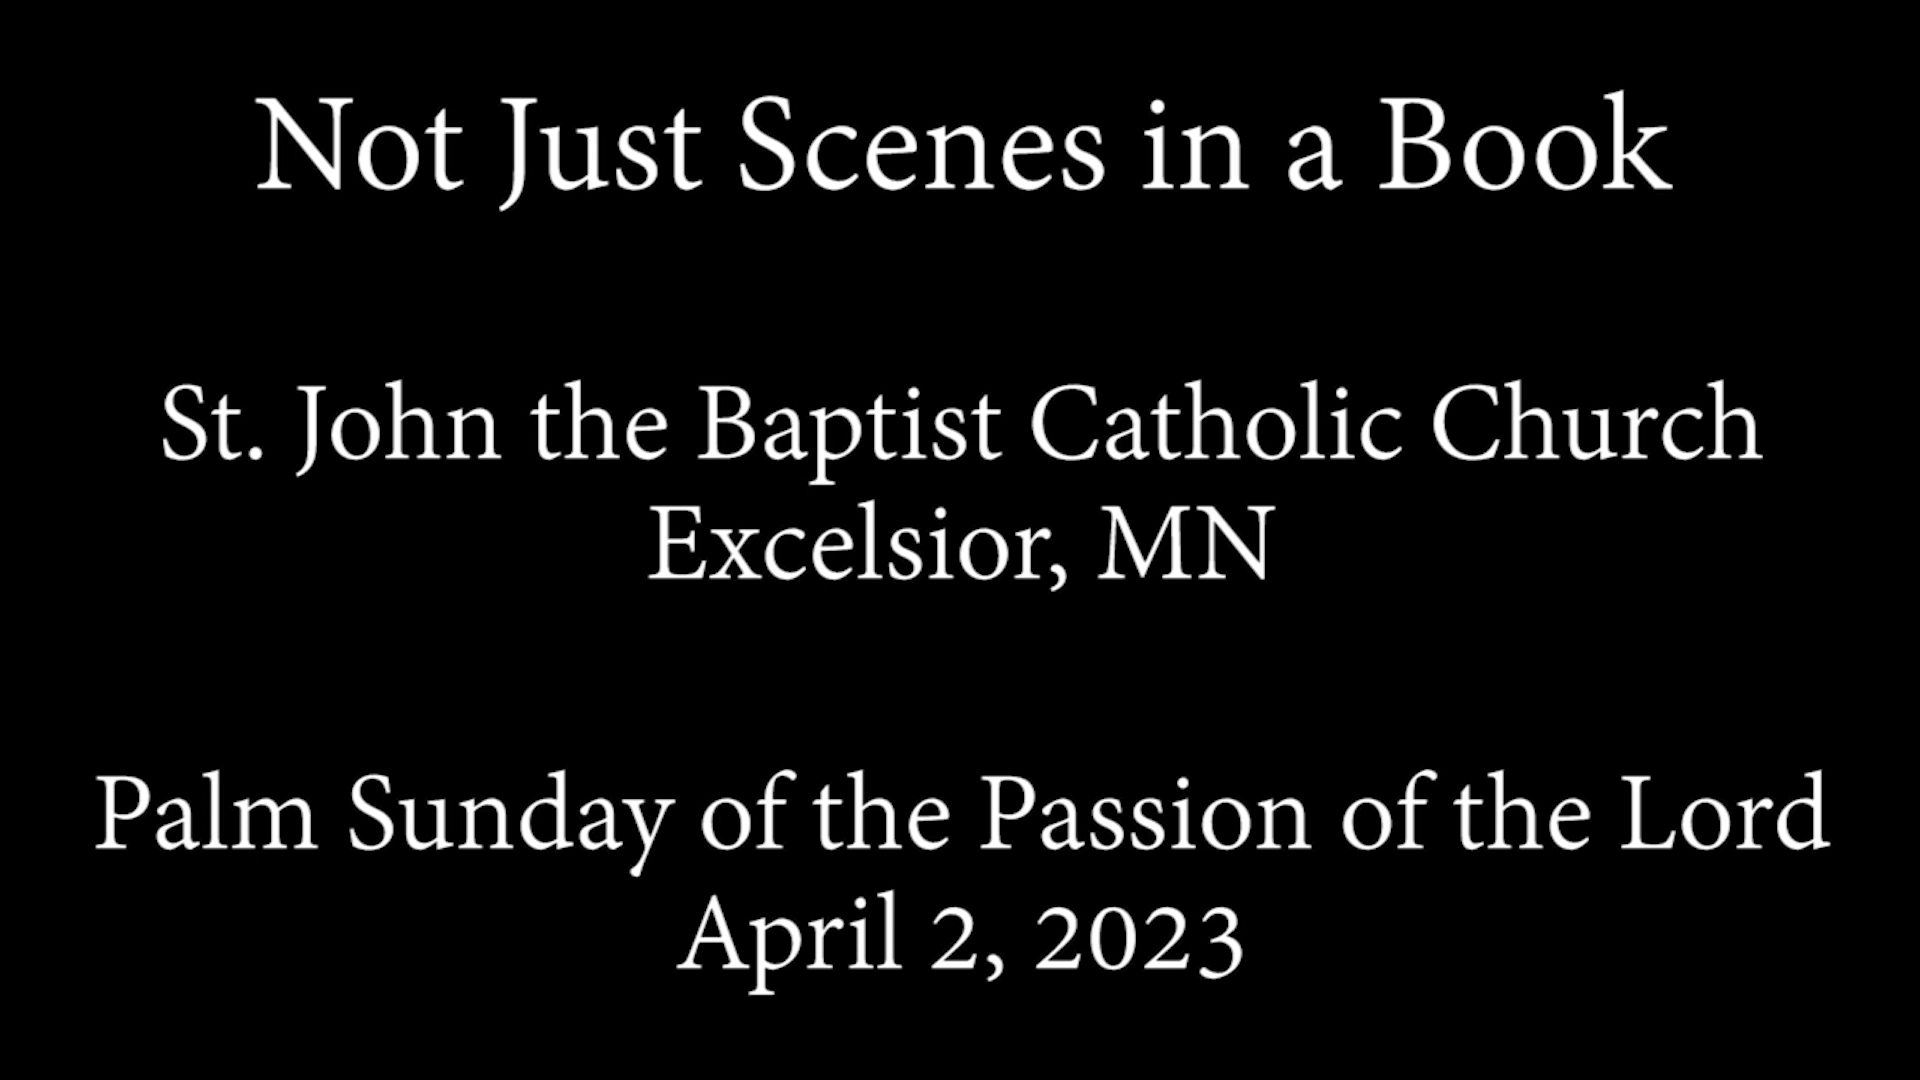 Not Just Scenes in a Book
St. John the Baptist Catholic Church
Excelsior, MN
Palm Sunday of the Passion of the Lord
April 2, 2023